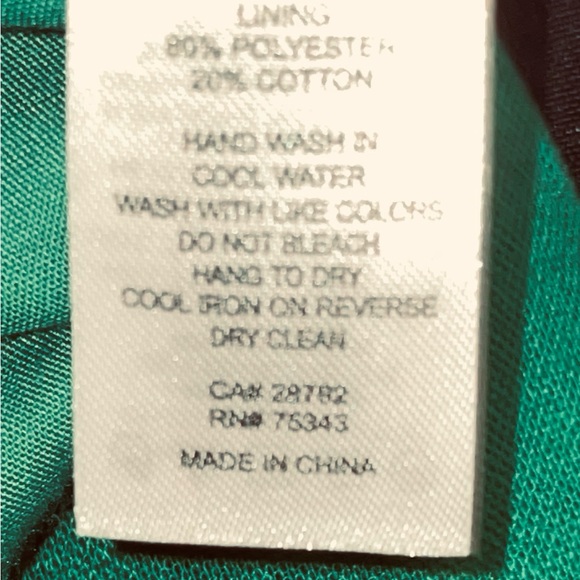 LINING
80% POLYESTER
20% COTTON
HAND WASH IN
COOL WATER
WASH WITH LIKE COLORS
DO NOT BLEACH
HANG TO DRY
COOL IRON ON REVERSE
DRY CLEAN
CA# 28782
RN# 75343
MADE IN CHINA